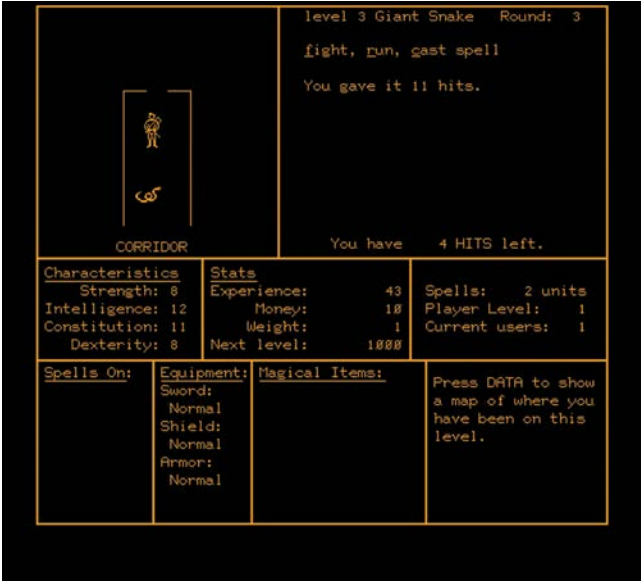 level 3 Giant Snake Round: 3
fight, run, cast spell
You gave it 11 hits.
CORRIDOR
You have 4 HITS left.
Characteristics
Strength: 8
Intelligence: 12
Constitution: 11
Dexterity: 8
Stats
Experience: 43
Money: 10
Weight: 1
Next level: 1000
Spells: 2 units
Player Level: 1
Current users: 1
Spells On:
Equipment:
Sword:
Normal
Shield:
Normal
Armor:
Normal
Magical Items:
Press DATA to show
a map of where you
have been on this
level.